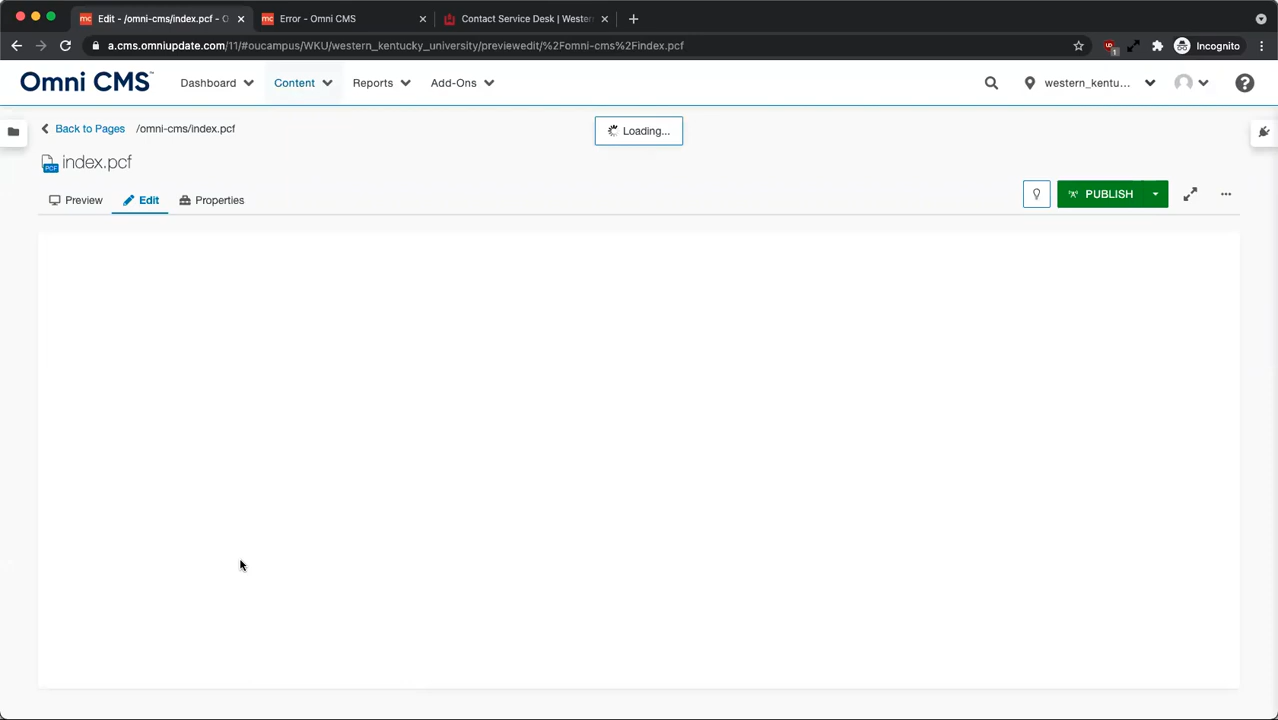 Edit - /omni-cms/index.pcf - O
Error - Omni CMS
Contact Service Desk | Wester
a.cms.omniupdate.com/11/#oucampus/WKU/western_kentucky_university/previewedit/%2Fomni-cms%2Findex.pcf
Incognito
Omni CMS
Dashboard
Content
Reports
Add-Ons
western_kentu...
Back to Pages
/omni-cms/index.pcf
Loading...
PCF
index.pcf
Preview
Edit
Properties
PUBLISH